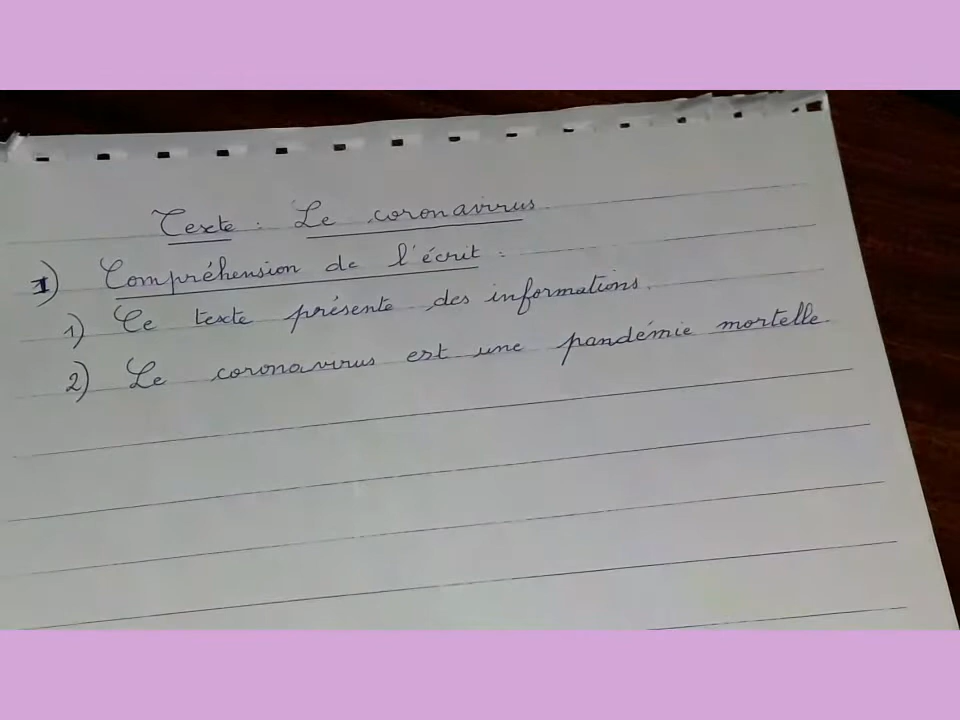 Texte : Le coronavirus
I) Compréhension de l'écrit :
1) Ce texte présente des informations.
2) Le coronavirus est une pandémie mortelle